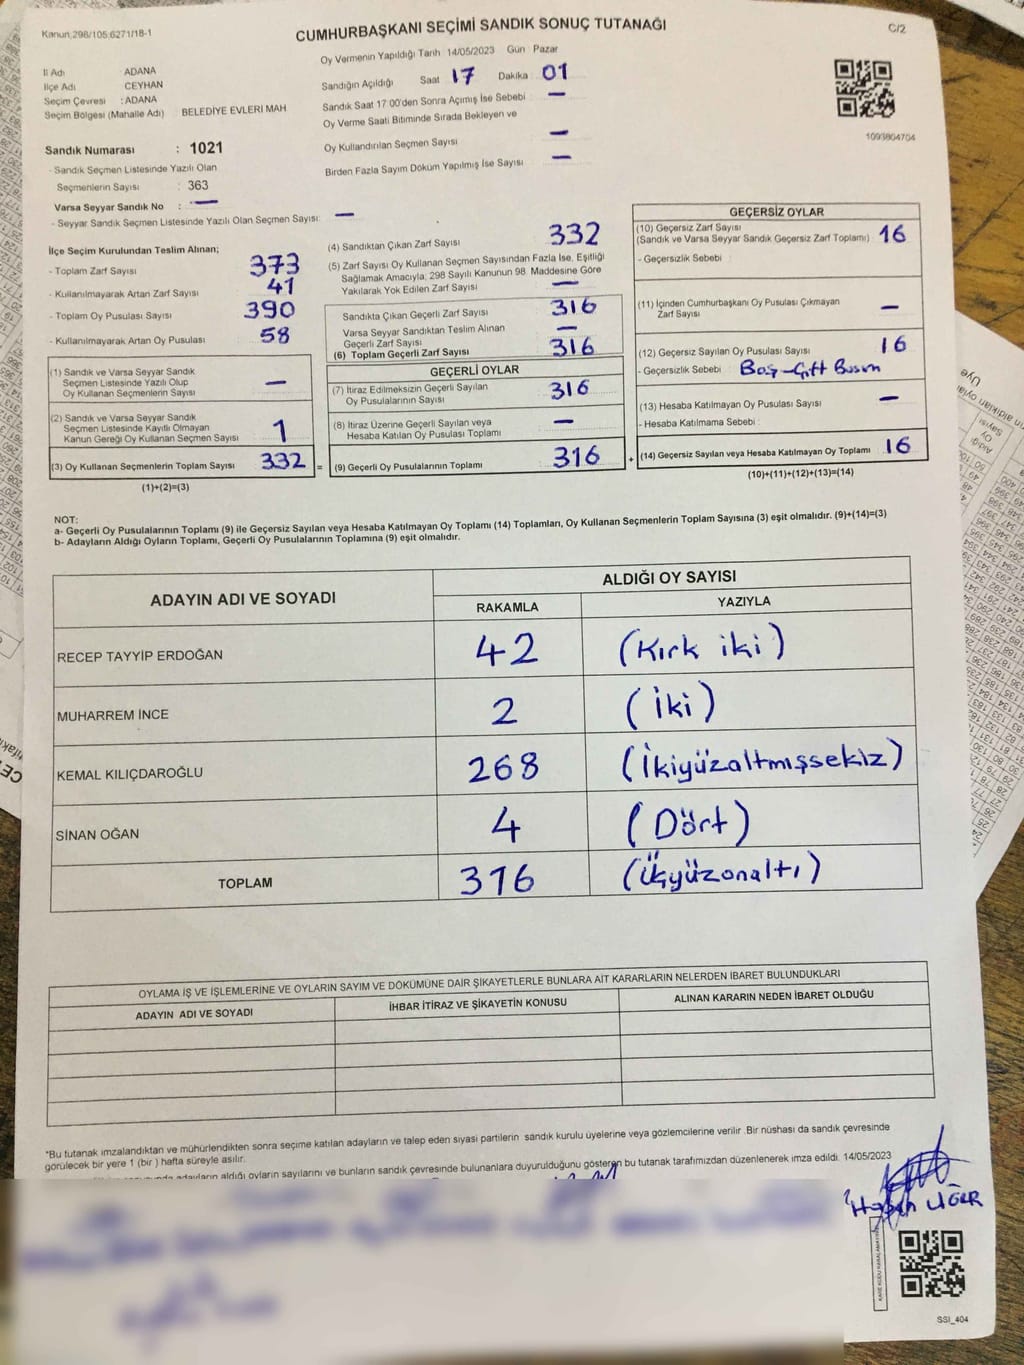 Kanun 298/105,6271/18-1
CUMHURBAŞKANI SEÇİMİ SANDIK SONUÇ TUTANAĞI
C/2
İl Adı ADANA
İlçe Adı CEYHAN
Seçim Çevresi : ADANA
Seçim Bölgesi (Mahalle Adı) : BELEDİYE EVLERİ MAH
Sandık Numarası : 1021
- Sandık Seçmen Listesinde Yazılı Olan
Seçmenlerin Sayısı : 363
Varsa Seyyar Sandık No : —
- Seyyar Sandık Seçmen Listesinde Yazılı Olan Seçmen Sayısı: —
Oy Vermenin Yapıldığı Tarih 14/05/2023 Gün Pazar
Sandığın Açıldığı Saat 17 Dakika 01
Sandık Saat 17:00'den Sonra Açımış İse Sebebi —
Oy Verme Saati Bitiminde Sırada Bekleyen ve
Oy Kullandırılan Seçmen Sayısı —
Birden Fazla Sayım Döküm Yapılmış İse Sayısı —
1093804704
İlçe Seçim Kurulundan Teslim Alınan;
- Toplam Zarf Sayısı 373
- Kullanılmayarak Artan Zarf Sayısı 41
- Toplam Oy Pusulası Sayısı 390
- Kullanılmayarak Artan Oy Pusulası 58
(1) Sandık ve Varsa Seyyar Sandık
Seçmen Listesinde Yazılı Olup
Oy Kullanan Seçmenlerin Sayısı —
(2) Sandık ve Varsa Seyyar Sandık
Seçmen Listesinde Kayıtlı Olmayan
Kanun Gereği Oy Kullanan Seçmen Sayısı 1
(3) Oy Kullanan Seçmenlerin Toplam Sayısı 332 =
(1)+(2)=(3)
(4) Sandıktan Çıkan Zarf Sayısı 332
(5) Zarf Sayısı Oy Kullanan Seçmen Sayısından Fazla İse, Eşitliği
Sağlamak Amacıyla; 298 Sayılı Kanunun 98. Maddesine Göre
Yakılarak Yok Edilen Zarf Sayısı —
Sandıkta Çıkan Geçerli Zarf Sayısı 316
Varsa Seyyar Sandıktan Teslim Alınan
Geçerli Zarf Sayısı —
(6) Toplam Geçerli Zarf Sayısı 316
GEÇERLİ OYLAR
(7) İtiraz Edilmeksizin Geçerli Sayılan
Oy Pusulalarının Sayısı 316
(8) İtiraz Üzerine Geçerli Sayılan veya
Hesaba Katılan Oy Pusulası Toplamı —
(9) Geçerli Oy Pusulalarının Toplamı 316 +
GEÇERSİZ OYLAR
(10) Geçersiz Zarf Sayısı
(Sandık ve Varsa Seyyar Sandık Geçersiz Zarf Toplamı) 16
- Geçersizlik Sebebi :
(11) İçinden Cumhurbaşkanı Oy Pusulası Çıkmayan
Zarf Sayısı —
(12) Geçersiz Sayılan Oy Pusulası Sayısı 16
- Geçersizlik Sebebi : Boş-Çift Basım
(13) Hesaba Katılmayan Oy Pusulası Sayısı —
- Hesaba Katılmama Sebebi :
(14) Geçersiz Sayılan veya Hesaba Katılmayan Oy Toplamı 16
(10)+(11)+(12)+(13)=(14)
NOT:
a- Geçerli Oy Pusulalarının Toplamı (9) ile Geçersiz Sayılan veya Hesaba Katılmayan Oy Toplamı (14) Toplamları, Oy Kullanan Seçmenlerin Toplam Sayısına (3) eşit olmalıdır. (9)+(14)=(3)
b- Adayların Aldığı Oyların Toplamı, Geçerli Oy Pusulalarının Toplamına (9) eşit olmalıdır.
ADAYIN ADI VE SOYADI ALDIĞI OY SAYISI
RAKAMLA YAZIYLA
RECEP TAYYİP ERDOĞAN 42 (Kırk iki)
MUHARREM İNCE 2 (İki)
KEMAL KILIÇDAROĞLU 268 (İkiyüzaltmışsekiz)
SİNAN OĞAN 4 (Dört)
TOPLAM 316 (Üçyüzonaltı)
OYLAMA İŞ VE İŞLEMLERİNE VE OYLARIN SAYIM VE DÖKÜMÜNE DAİR ŞİKAYETLERLE BUNLARA AİT KARARLARIN NELERDEN İBARET BULUNDUKLARI
ADAYIN ADI VE SOYADI İHBAR İTİRAZ VE ŞİKAYETİN KONUSU ALINAN KARARIN NEDEN İBARET OLDUĞU
*Bu tutanak imzalandıktan ve mühürlendikten sonra seçime katılan adayların ve talep eden siyasi partilerin sandık kurulu üyelerine veya gözlemcilerine verilir. Bir nüshası da sandık çevresinde
görülecek bir yere 1 (bir) hafta süreyle asılır.
adayların aldığı oyların sayılarını ve bunların sandık çevresinde bulunanlara duyurulduğunu gösteren bu tutanak tarafımızdan düzenlenerek imza edildi. 14/05/2023
UĞUR
SSİ_404